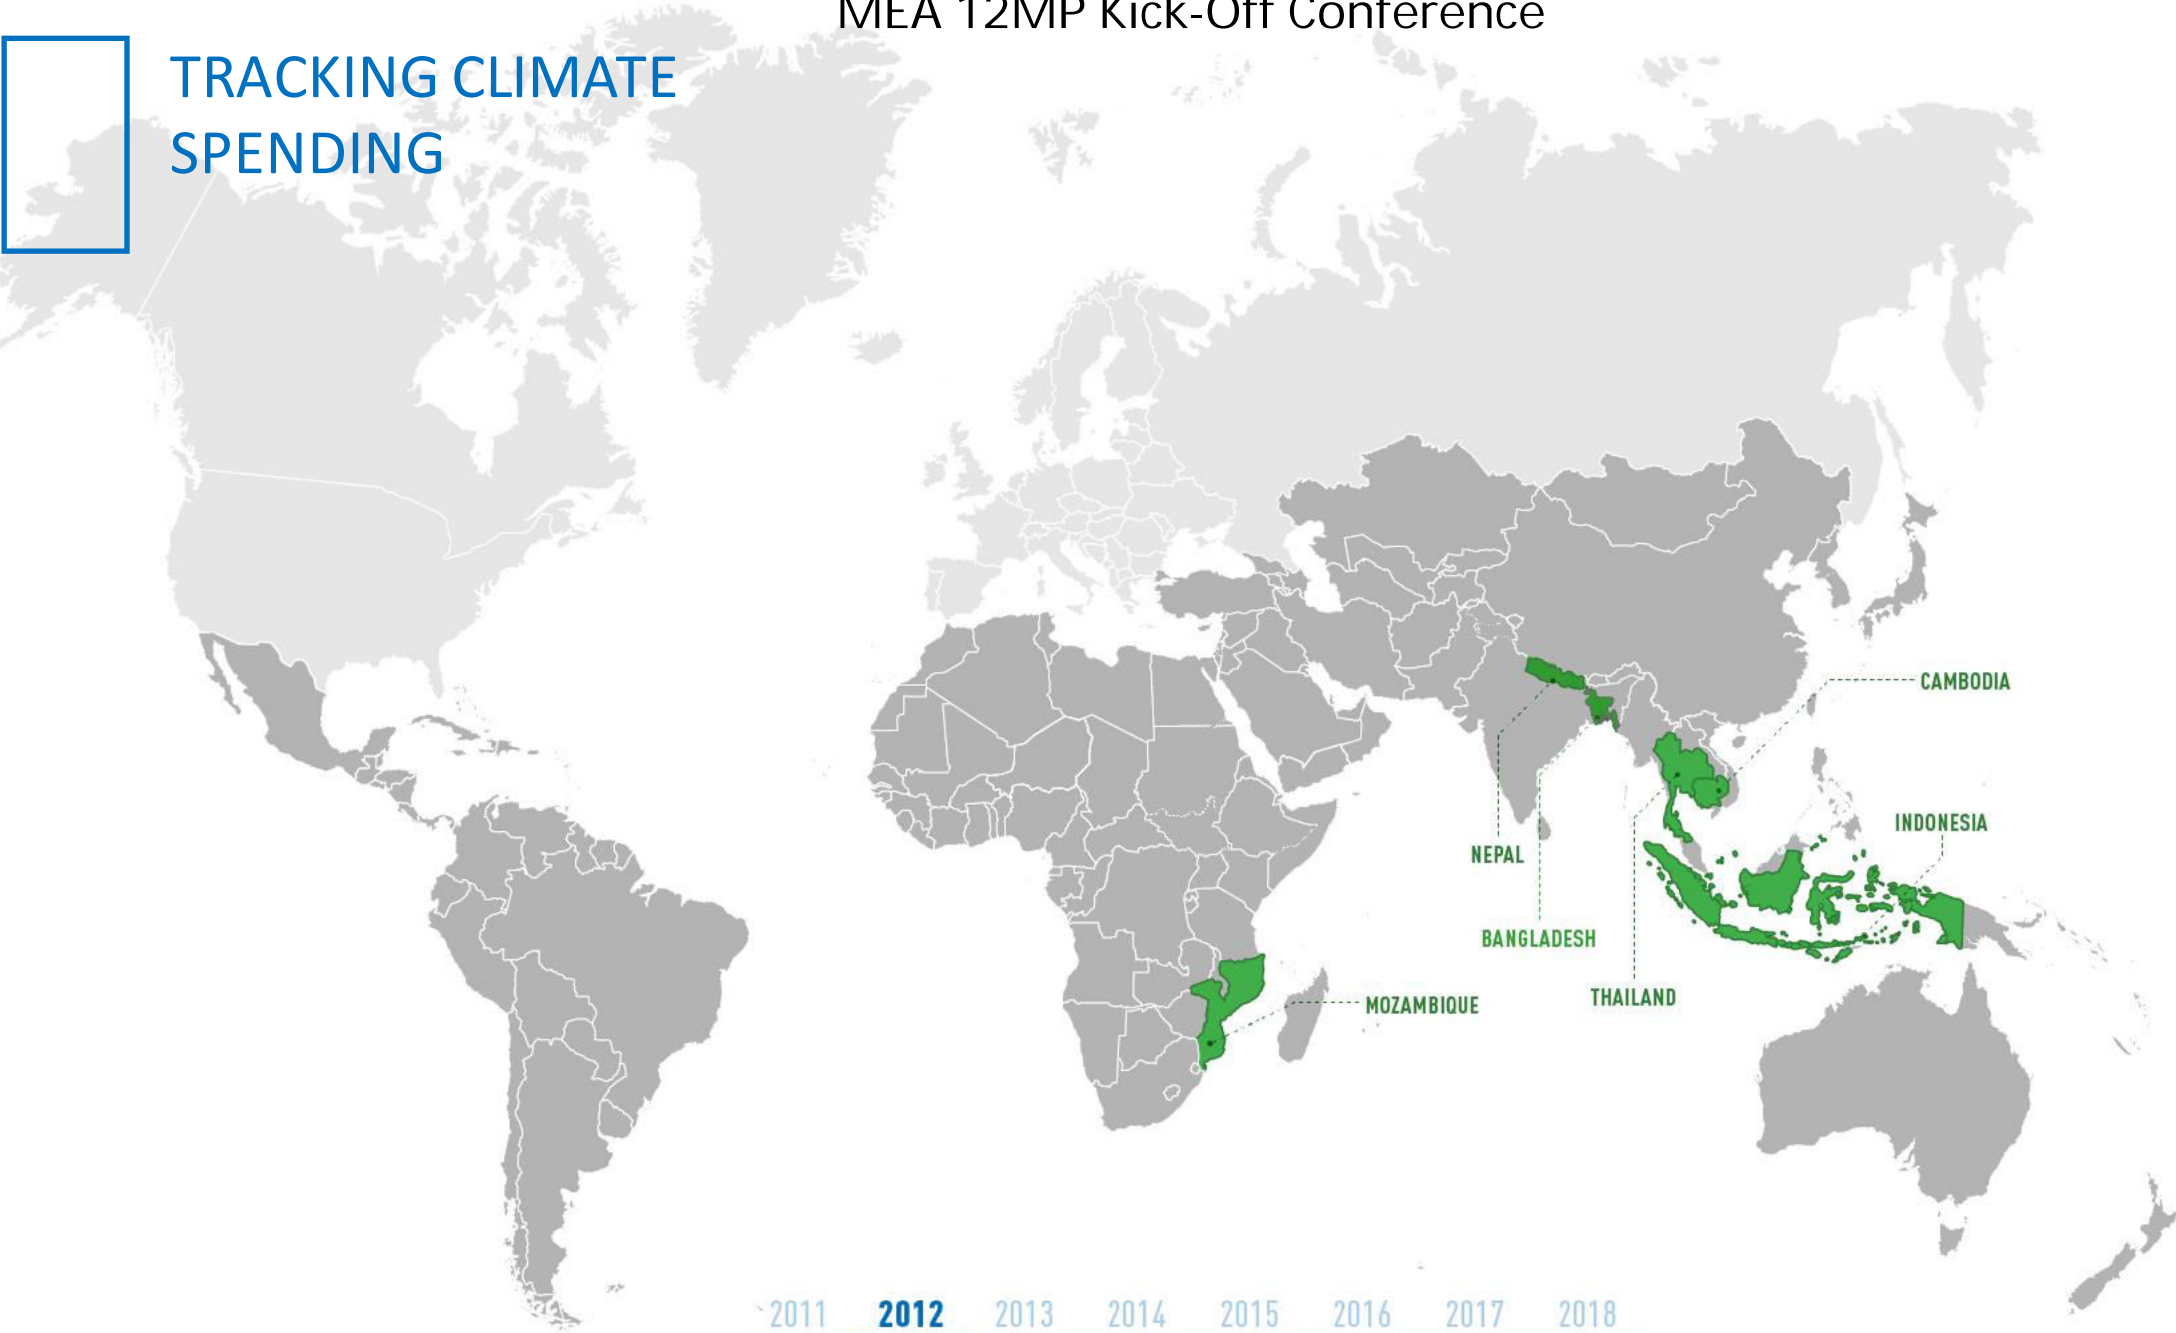 MEA 12MP Kick-Off Conference
TRACKING CLIMATE
SPENDING
CAMBODIA
INDONESIA
NEPAL
BANGLADESH
THAILAND
MOZAMBIQUE
2011 2012 2013 2014 2015 2016 2017 2018